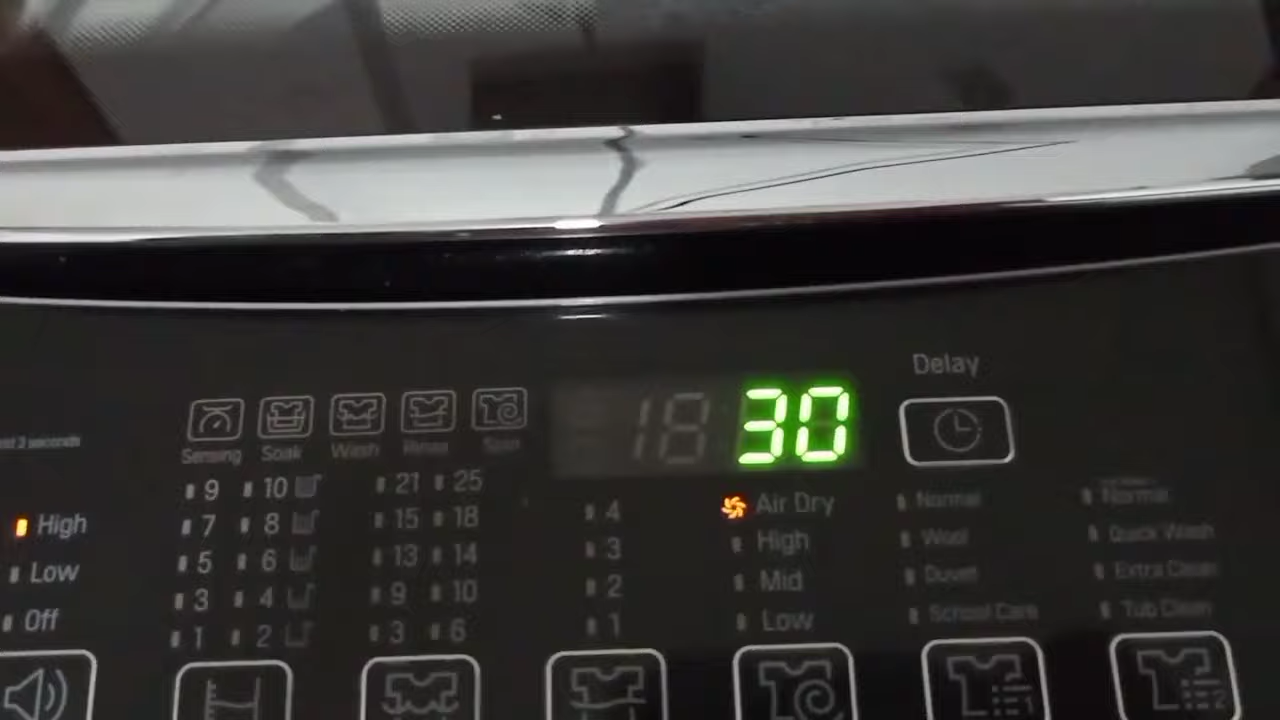 Delay
30
Sensing Soak Wash Rinse Spin
9 10 21 25
High 7 8 15 18 4 Air Dry Normal Normal
Low 5 6 13 14 3 High Wool Quick Wash
Off 3 4 9 10 2 Mid Duvet Extra Clean
1 2 3 6 1 Low School Care Tub Clean